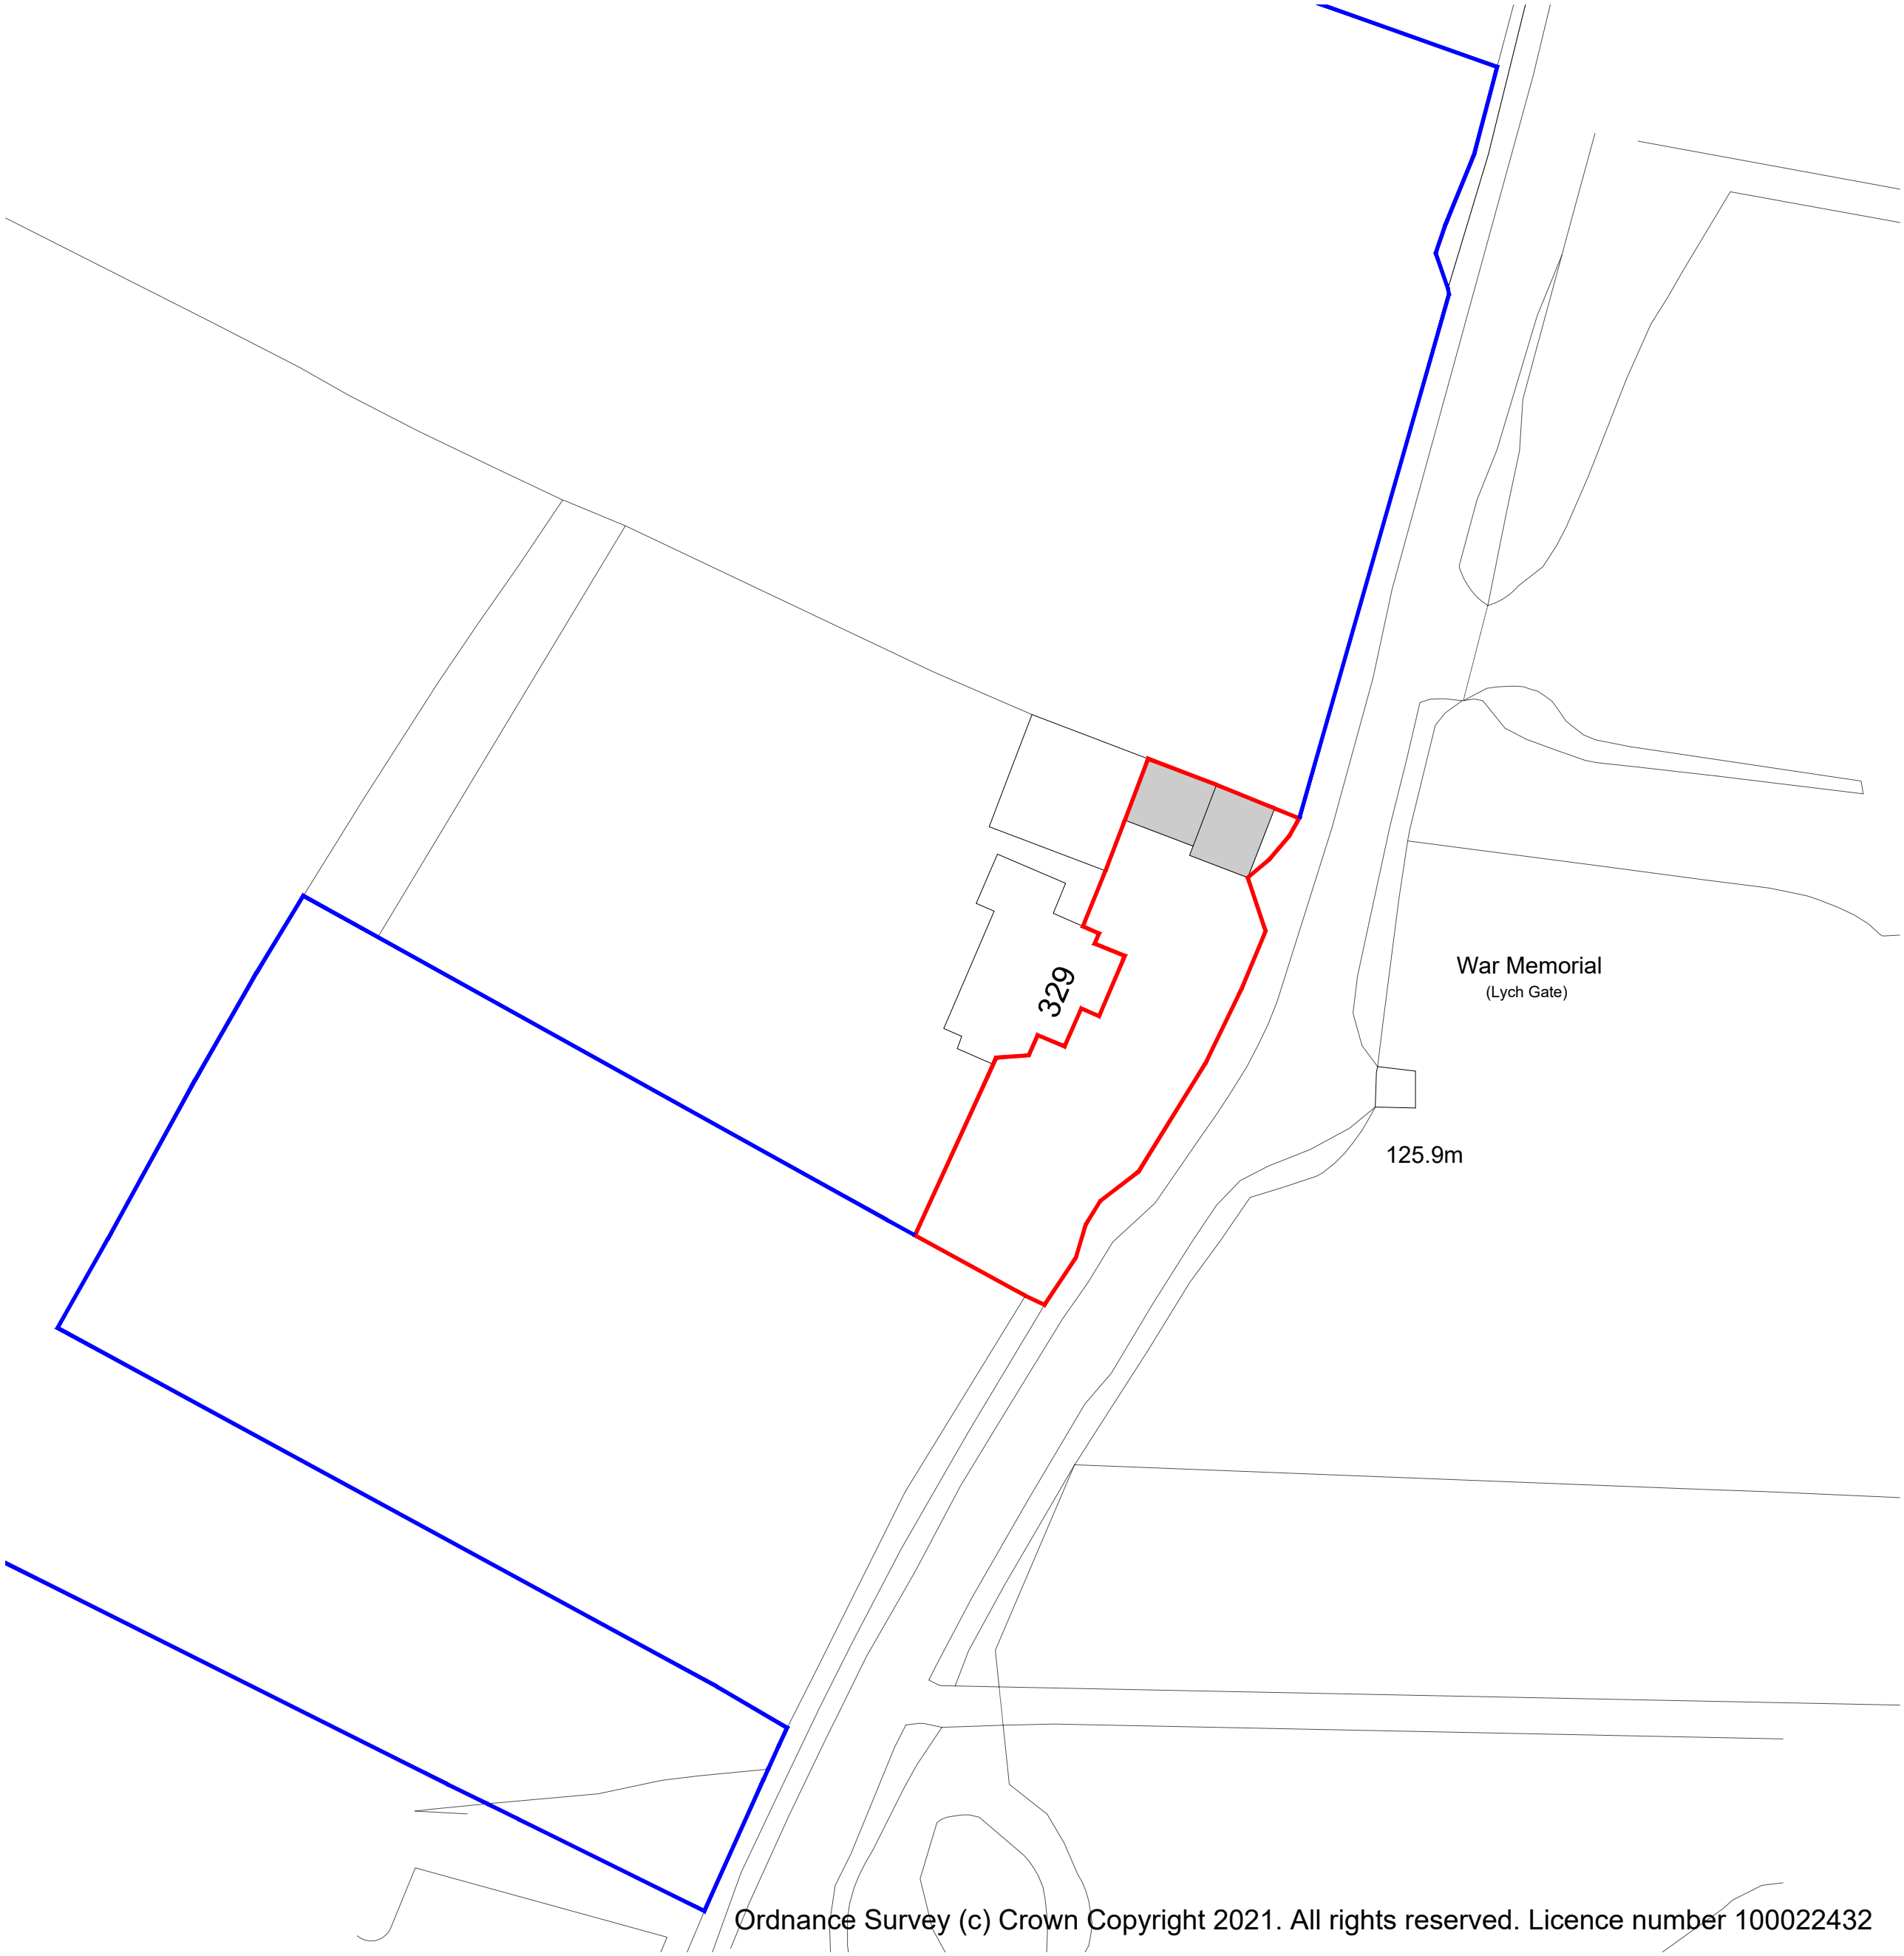 War Memorial
(Lych Gate)
329
125.9m
Ordnance Survey (c) Crown Copyright 2021. All rights reserved. Licence number 100022432